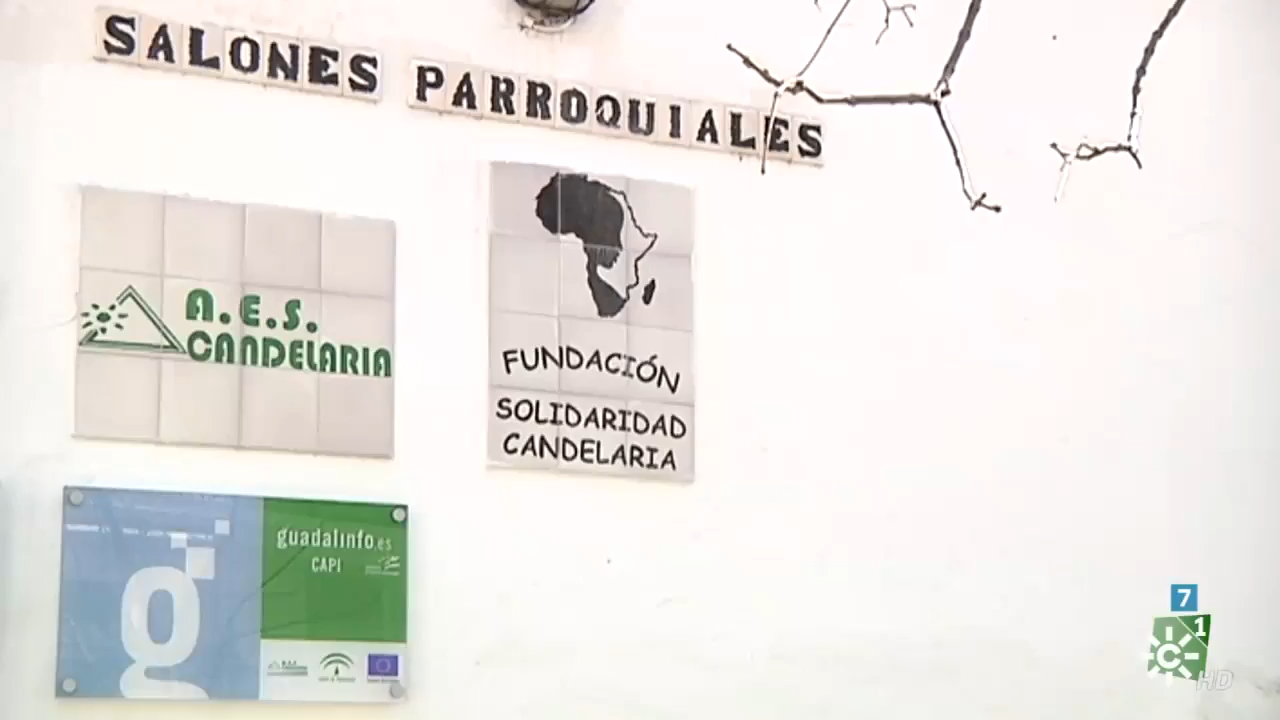 SALONES PARROQUIALES
A.E.S.
CANDELARIA
FUNDACIÓN
SOLIDARIDAD
CANDELARIA
g
guadalinfo.es
CAPI
7
1
C
HD